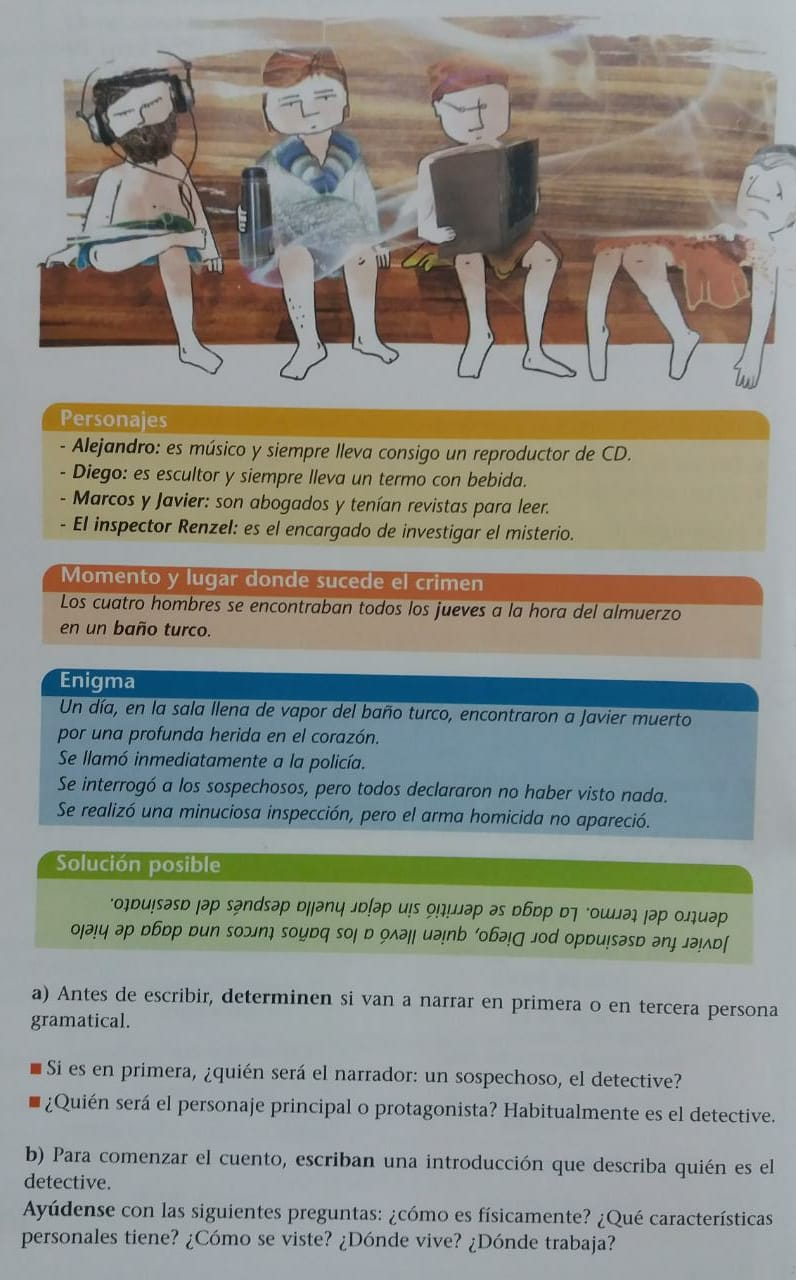 Personajes
- Alejandro: es músico y siempre lleva consigo un reproductor de CD.
- Diego: es escultor y siempre lleva un termo con bebida.
- Marcos y Javier: son abogados y tenían revistas para leer.
- El inspector Renzel: es el encargado de investigar el misterio.
Momento y lugar donde sucede el crimen
Los cuatro hombres se encontraban todos los jueves a la hora del almuerzo
en un baño turco.
Enigma
Un día, en la sala llena de vapor del baño turco, encontraron a Javier muerto
por una profunda herida en el corazón.
Se llamó inmediatamente a la policía.
Se interrogó a los sospechosos, pero todos declararon no haber visto nada.
Se realizó una minuciosa inspección, pero el arma homicida no apareció.
Solución posible
Javier fue asesinado por Diego, quien llevó a los baños turcos una daga de hielo
dentro del termo. La daga se derritió sin dejar huella después del asesinato.
a) Antes de escribir, determinen si van a narrar en primera o en tercera persona
gramatical.
■ Si es en primera, ¿quién será el narrador: un sospechoso, el detective?
■ ¿Quién será el personaje principal o protagonista? Habitualmente es el detective.
b) Para comenzar el cuento, escriban una introducción que describa quién es el
detective.
Ayúdense con las siguientes preguntas: ¿cómo es físicamente? ¿Qué características
personales tiene? ¿Cómo se viste? ¿Dónde vive? ¿Dónde trabaja?